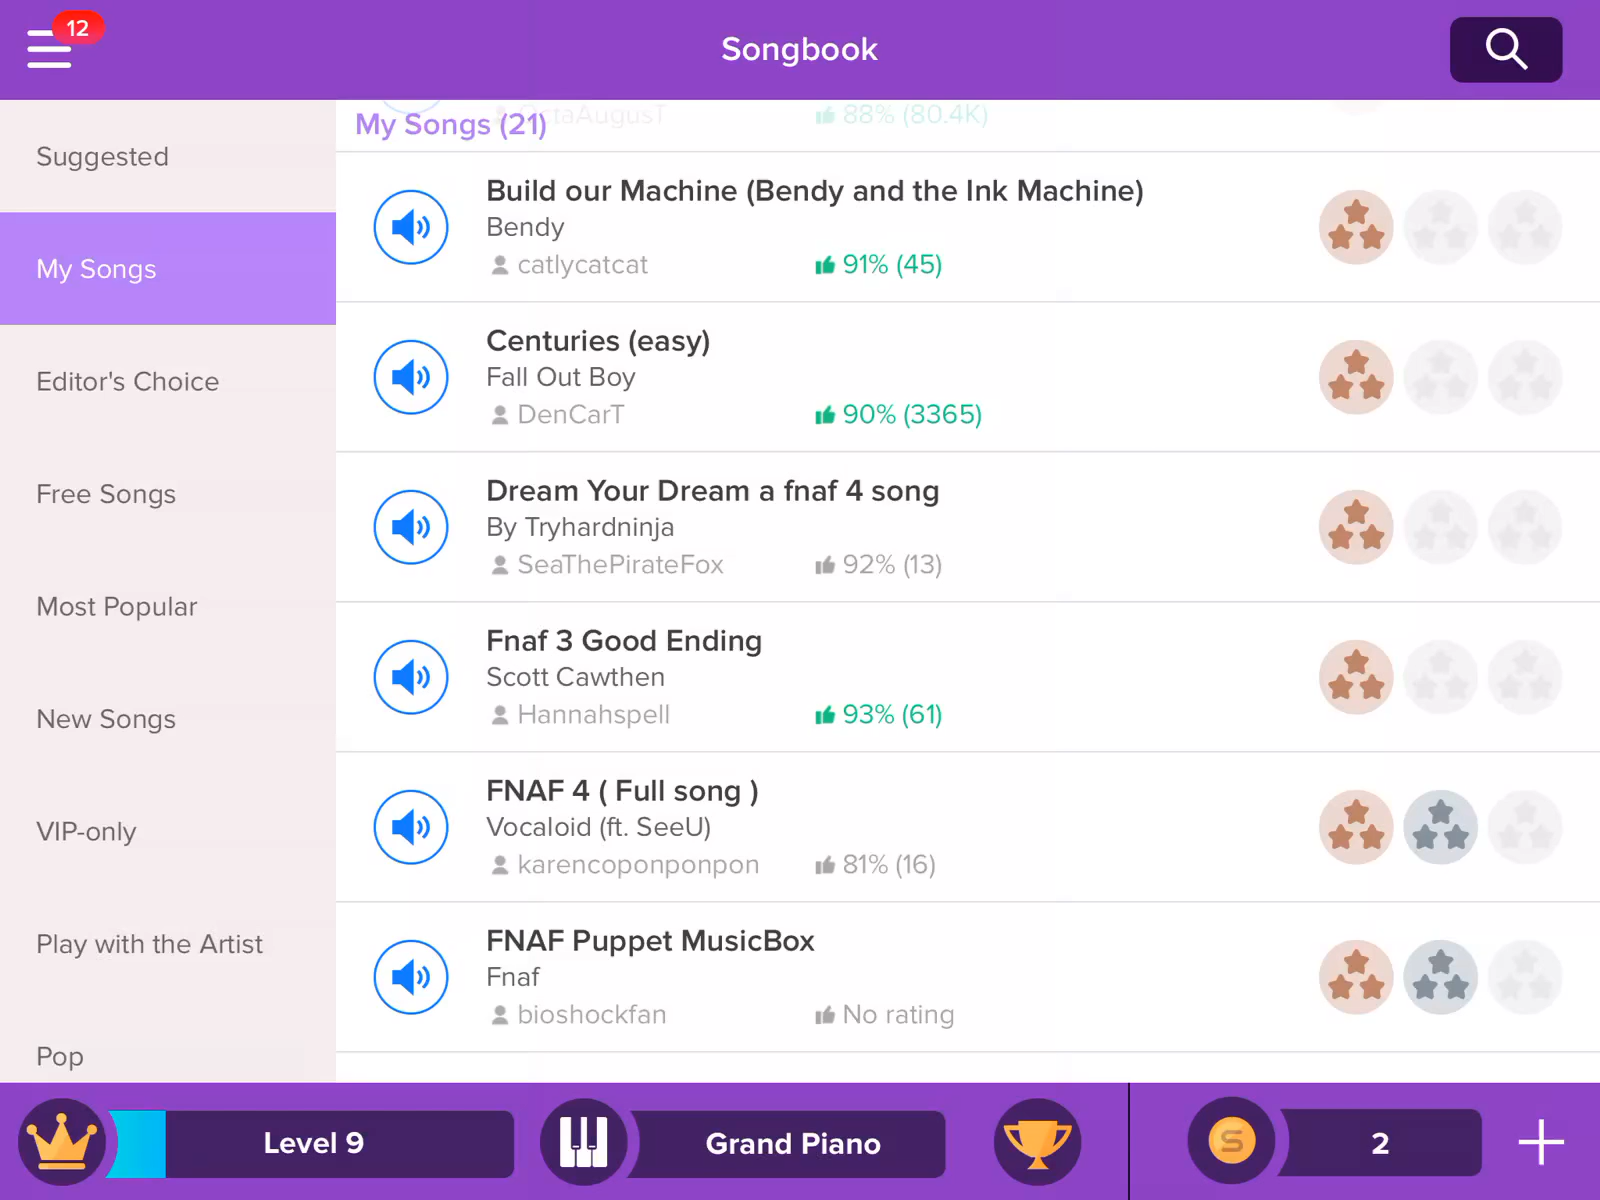 12
Songbook
Suggested
My Songs
Editor's Choice
Free Songs
Most Popular
New Songs
VIP-only
Play with the Artist
Pop
88% (80.4K)
My Songs (21)
Build our Machine (Bendy and the Ink Machine)
Bendy
catlycatcat 91% (45)
Centuries (easy)
Fall Out Boy
DenCarT 90% (3365)
Dream Your Dream a fnaf 4 song
By Tryhardninja
SeaThePirateFox 92% (13)
Fnaf 3 Good Ending
Scott Cawthen
Hannahspell 93% (61)
FNAF 4 ( Full song )
Vocaloid (ft. SeeU)
karencoponponpon 81% (16)
FNAF Puppet MusicBox
Fnaf
bioshockfan No rating
Level 9
Grand Piano
S
2